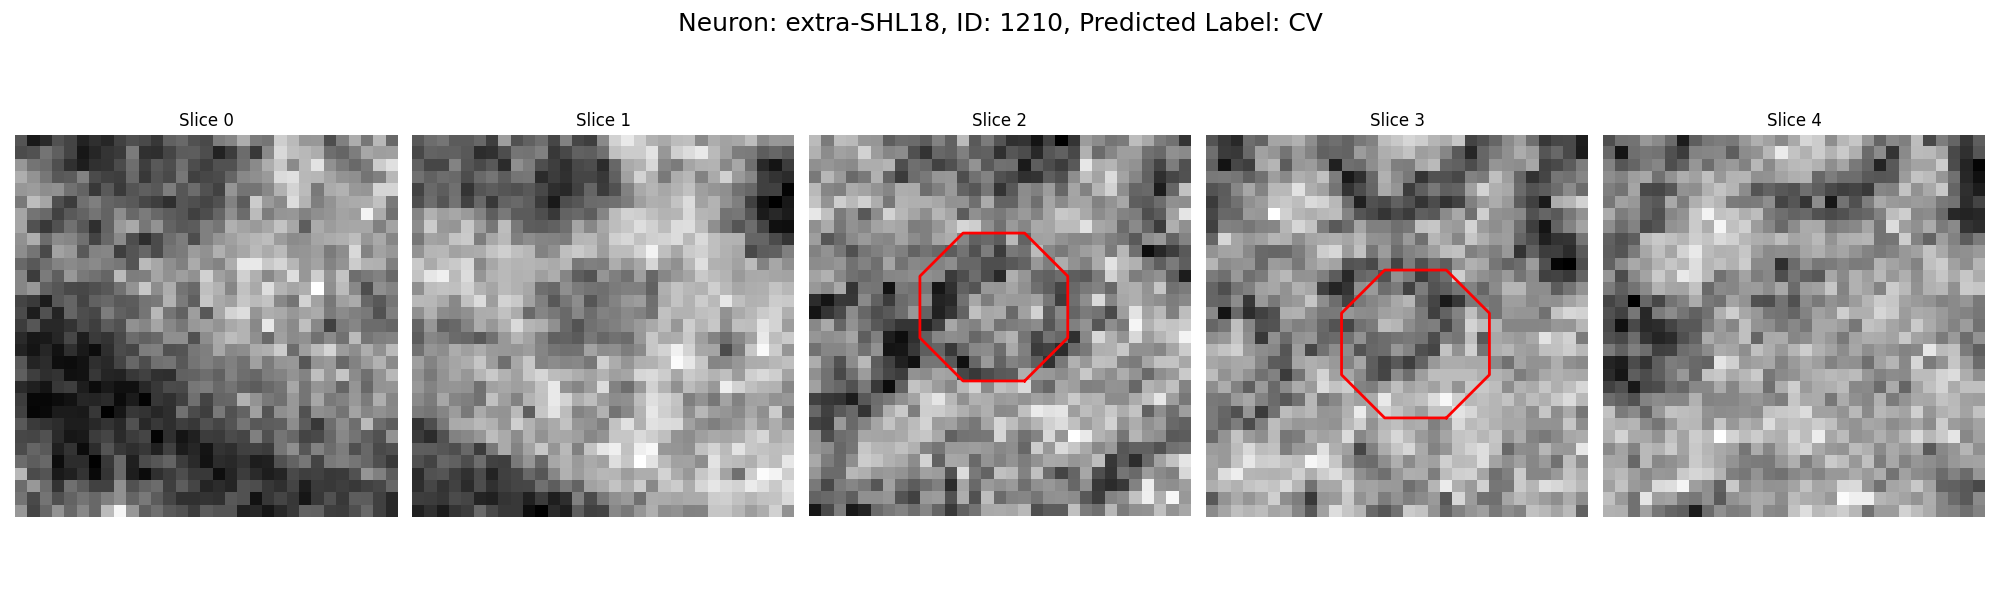 Neuron: extra-SHL18, ID: 1210, Predicted Label: CV
Slice 0
Slice 1
Slice 2
Slice 3
Slice 4